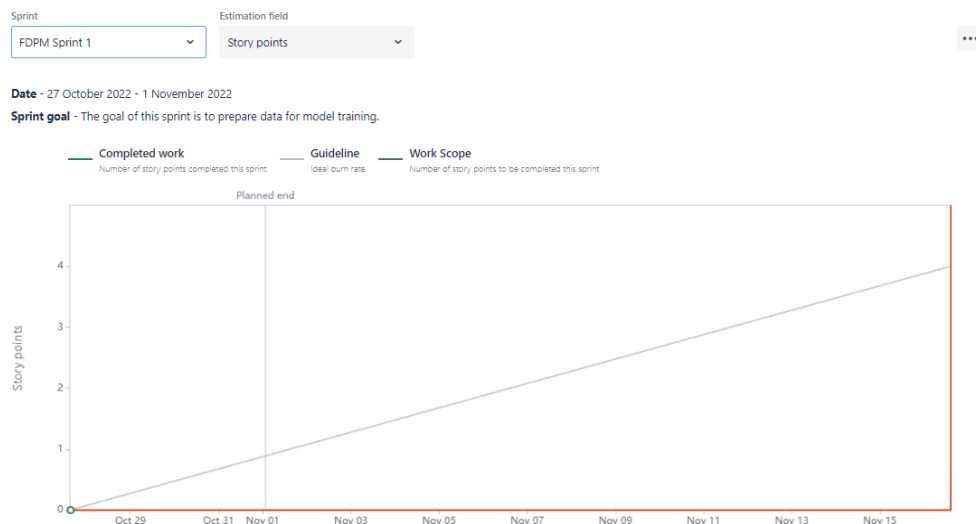 Sprint Estimation field
FDPM Sprint 1 Story points
Date - 27 October 2022 - 1 November 2022
Sprint goal - The goal of this sprint is to prepare data for model training.
Completed work Guideline Work Scope
Number of story points completed this sprint Ideal burn rate Number of story points to be completed this sprint
Planned end
4
3
2
1
0
Story points
Oct 29 Oct 31 Nov 01 Nov 03 Nov 05 Nov 07 Nov 09 Nov 11 Nov 13 Nov 15